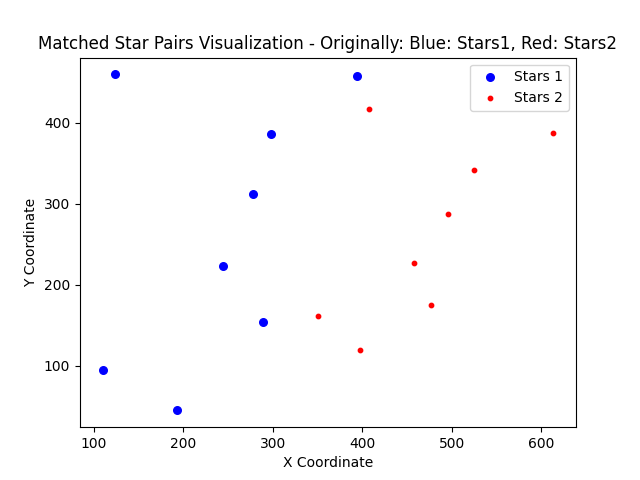 Matched Star Pairs Visualization - Originally: Blue: Stars1, Red: Stars2
Stars 1
Stars 2
400
300
200
100
Y Coordinate
100
200
300
400
500
600
X Coordinate